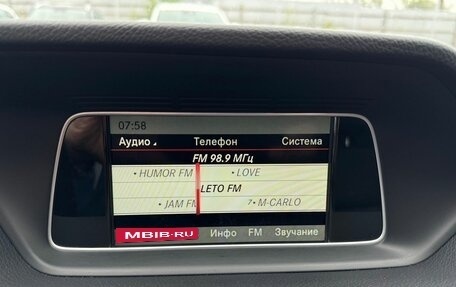 07:58
Аудио Телефон Система
FM 98.9 МГц
• HUMOR FM • LOVE
LETO FM
• JAM FM 7• M-CARLO
MBIB.RU Инфо FM Звучание